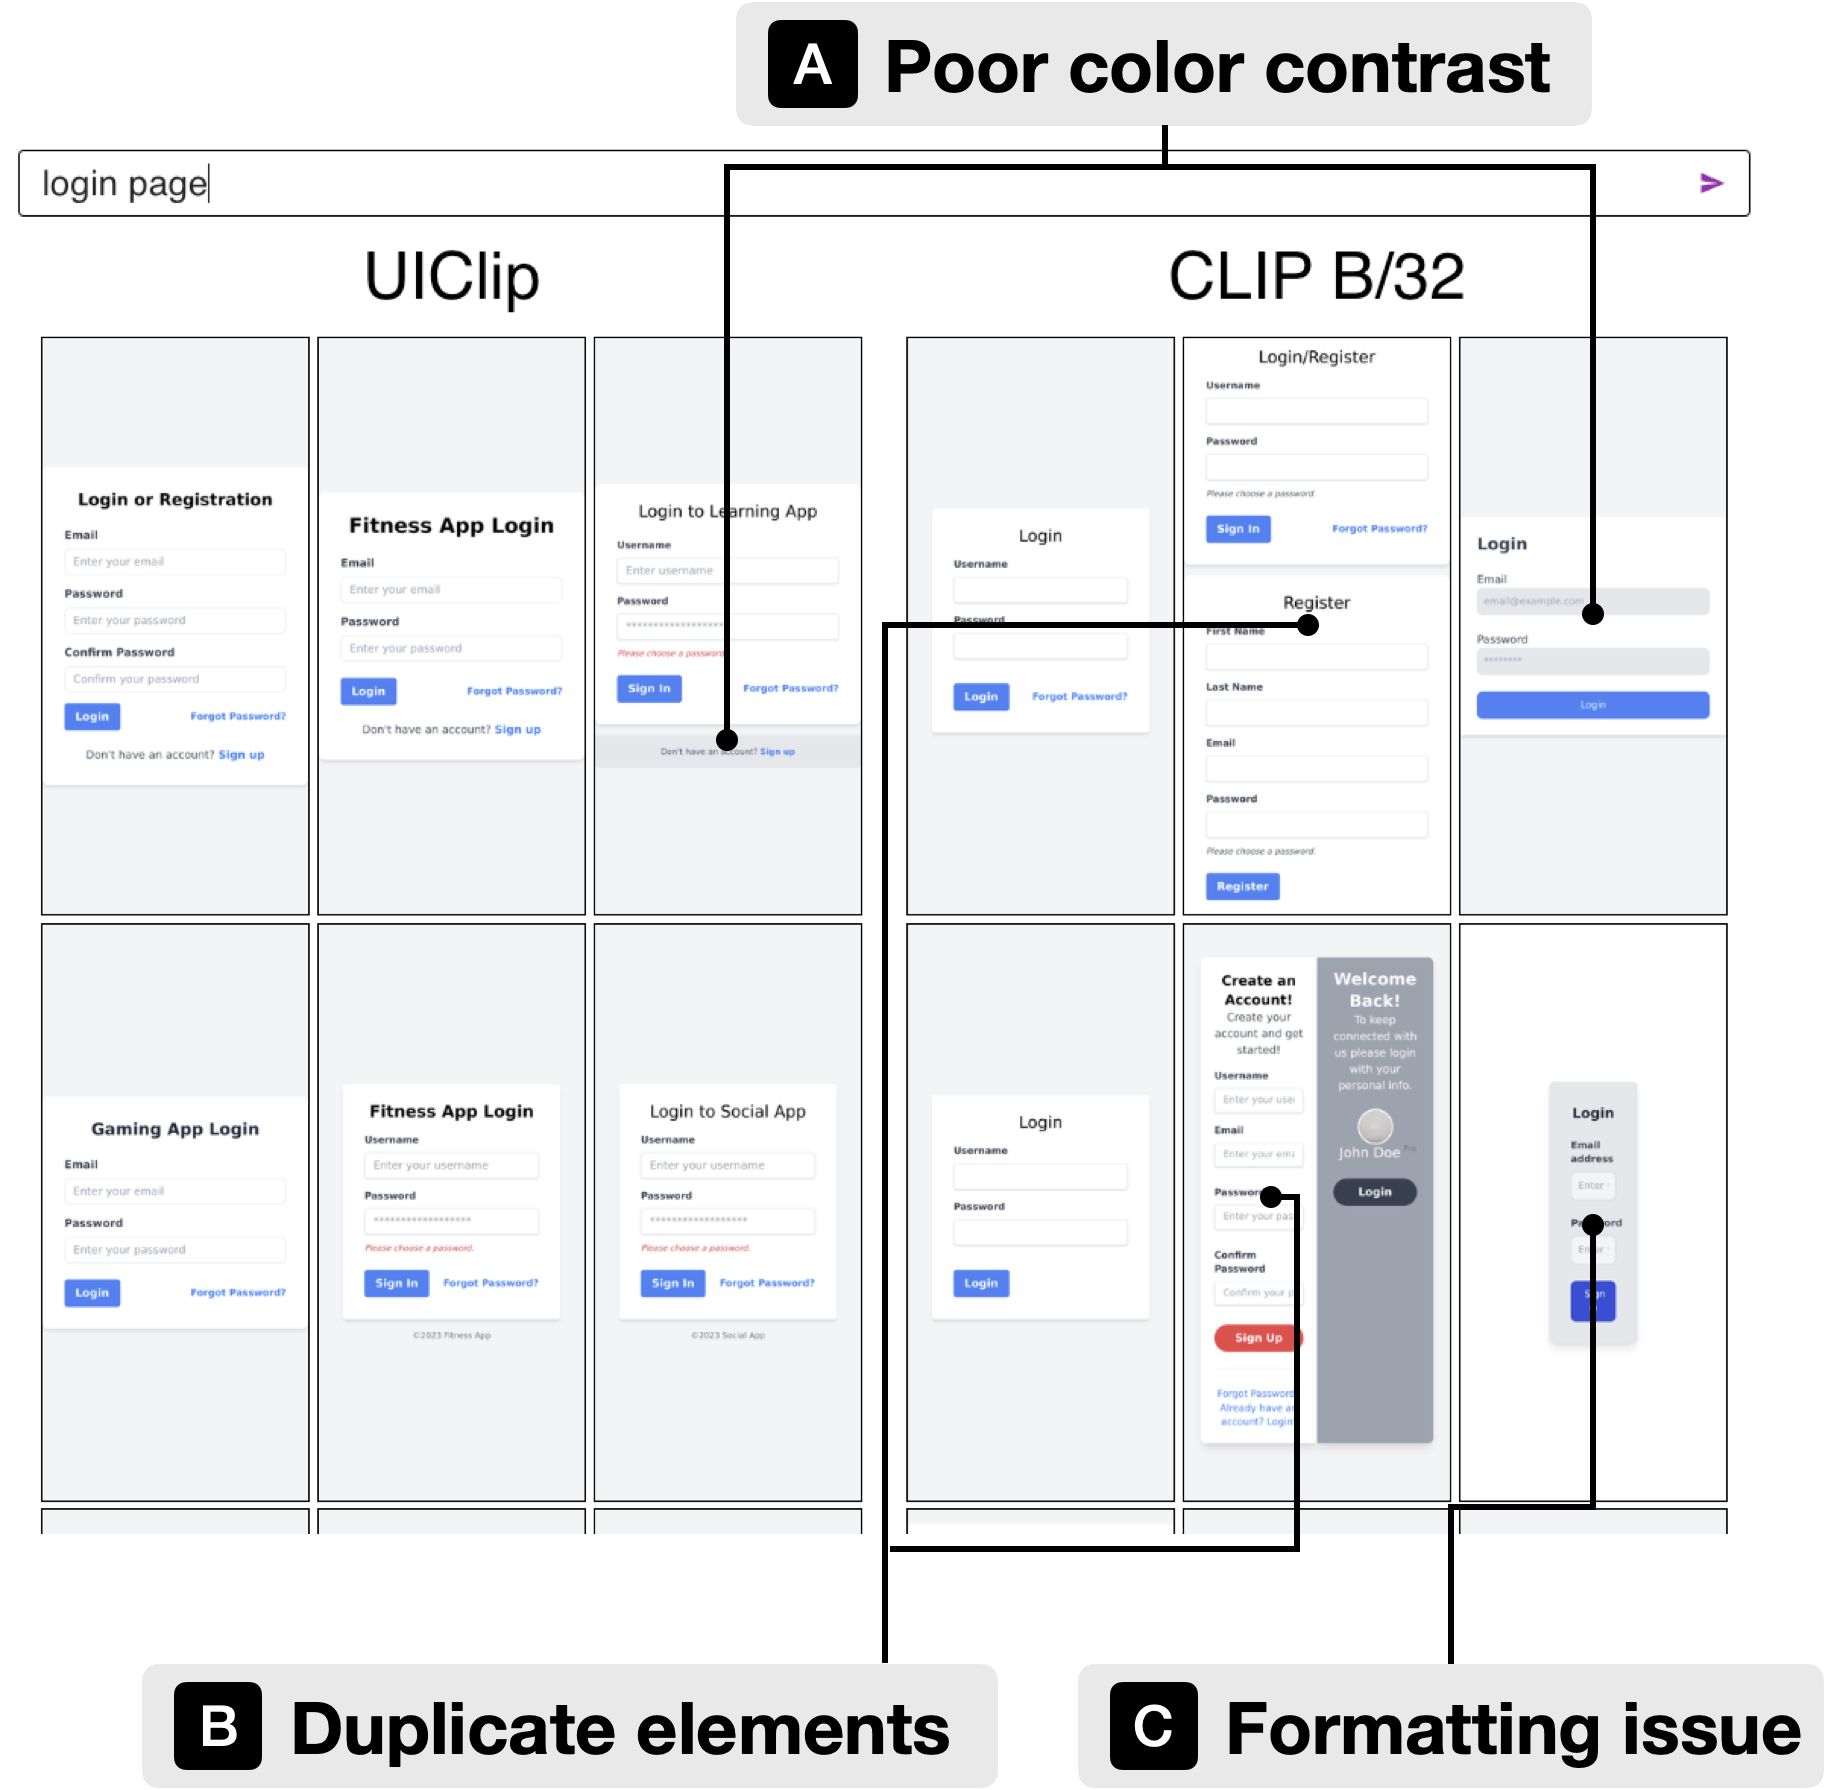 A Poor color contrast
login page
UIClip
CLIP B/32
Login or Registration
Email
Enter your email
Password
Enter your password
Confirm Password
Confirm your password
Login Forgot Password?
Don't have an account? Sign up
Fitness App Login
Email
Enter your email
Password
Enter your password
Login Forgot Password?
Don't have an account? Sign up
Login to Learning App
Username
Enter username
Password
******************
Please choose a password.
Sign In Forgot Password?
Don't have an account? Sign up
Login
Username
Password
Login Forgot Password?
Login/Register
Username
Password
Please choose a password.
Sign In Forgot Password?
Register
First Name
Last Name
Email
Password
Please choose a password.
Register
Login
Email
email@example.com
Password
********
Login
Gaming App Login
Email
Enter your email
Password
Enter your password
Login Forgot Password?
Fitness App Login
Username
Enter your username
Password
******************
Please choose a password.
Sign In Forgot Password?
©2023 Fitness App
Login to Social App
Username
Enter your username
Password
******************
Please choose a password.
Sign In Forgot Password?
©2023 Social App
Login
Username
Password
Login
Create an
Account!
Create your
account and get
started!
Username
Enter your use
Email
Enter your ema
Password
Enter your pas
Confirm
Password
Confirm your p
Sign Up
Forgot Password
Already have an
account? Login
Welcome
Back!
To keep
connected with
us please login
with your
personal info.
John Doe Pro
Login
Login
Email
address
Enter
Password
Enter
Sign
B Duplicate elements
C Formatting issue